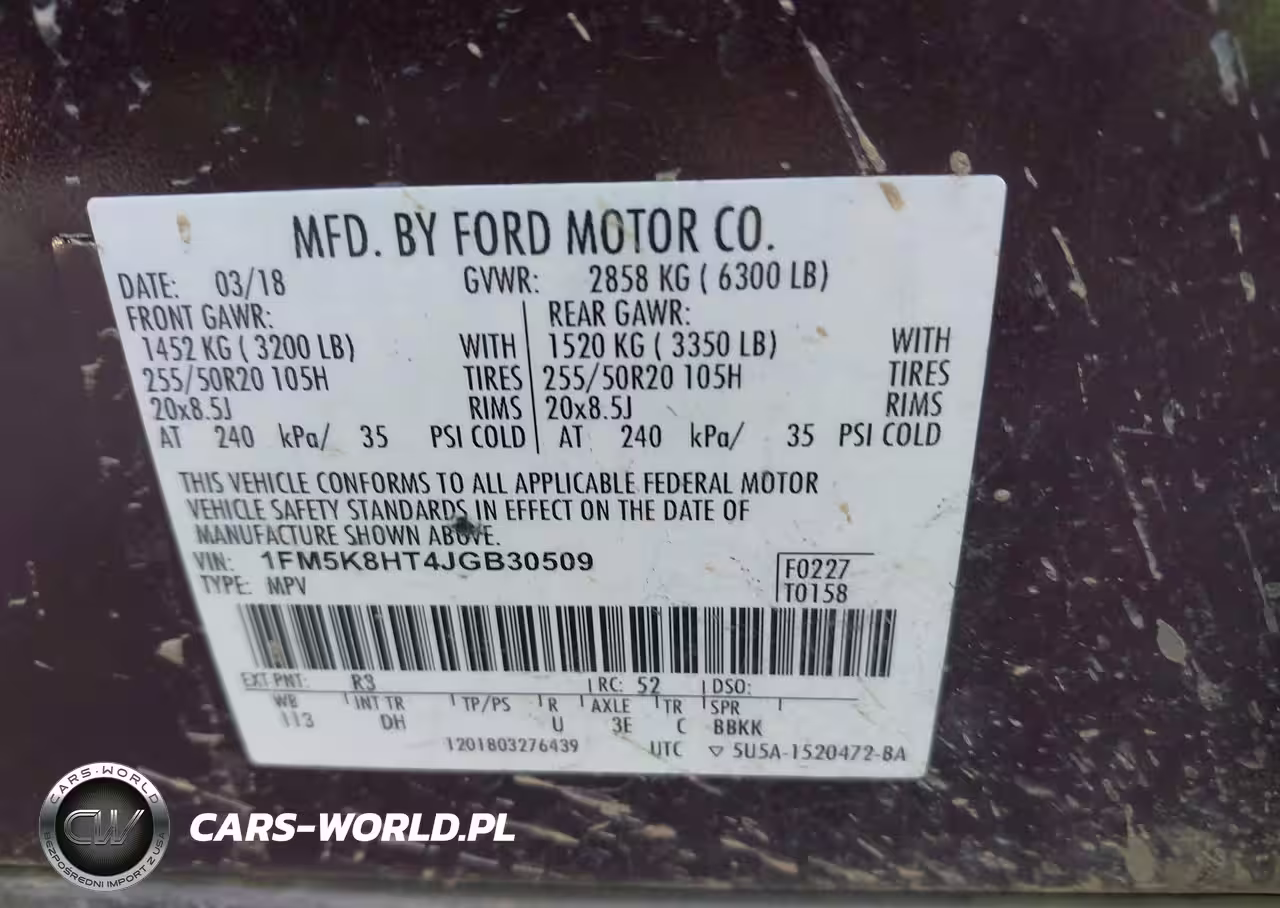 MFD. BY FORD MOTOR CO.
DATE: 03/18 GVWR: 2858 KG ( 6300 LB)
FRONT GAWR: REAR GAWR:
1452 KG ( 3200 LB) WITH 1520 KG ( 3350 LB) WITH
255/50R20 105H TIRES 255/50R20 105H TIRES
20x8.5J RIMS 20x8.5J RIMS
AT 240 kPa/ 35 PSI COLD AT 240 kPa/ 35 PSI COLD
THIS VEHICLE CONFORMS TO ALL APPLICABLE FEDERAL MOTOR
VEHICLE SAFETY STANDARDS IN EFFECT ON THE DATE OF
MANUFACTURE SHOWN ABOVE.
VIN: 1FM5K8HT4JGB30509 F0227
TYPE: MPV T0158
EXT PNT: R3 RC: 52 DSO:
WB INT TR TP/PS R AXLE TR SPR
113 DH U 3E C BBKK
1201803276439 UTC ▽ 5U5A-1520472-BA
CARS-WORLD
CW
BEZPOŚREDNI IMPORT Z USA
CARS-WORLD.PL